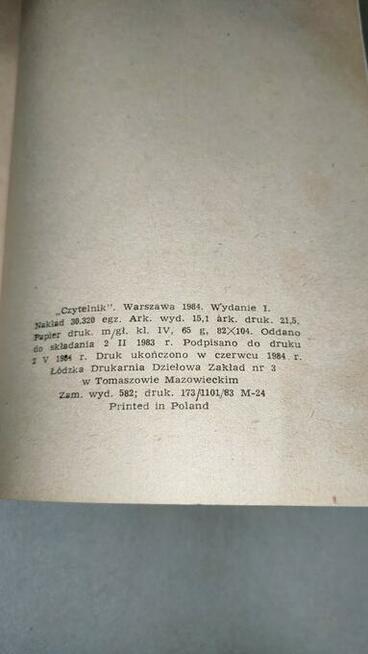 „Czytelnik". Warszawa 1984. Wydanie I.
Nakład 30.320 egz. Ark. wyd. 15,1 ark. druk. 21,5.
Papier druk. m/gł. kl. IV, 65 g, 82×104. Oddano
do składania 2 II 1983 r. Podpisano do druku
2 V 1984 r. Druk ukończono w czerwcu 1984 r.
Łódzka Drukarnia Dziełowa Zakład nr 3
w Tomaszowie Mazowieckim
Zam. wyd. 582; druk. 173/1101/83 M-24
Printed in Poland